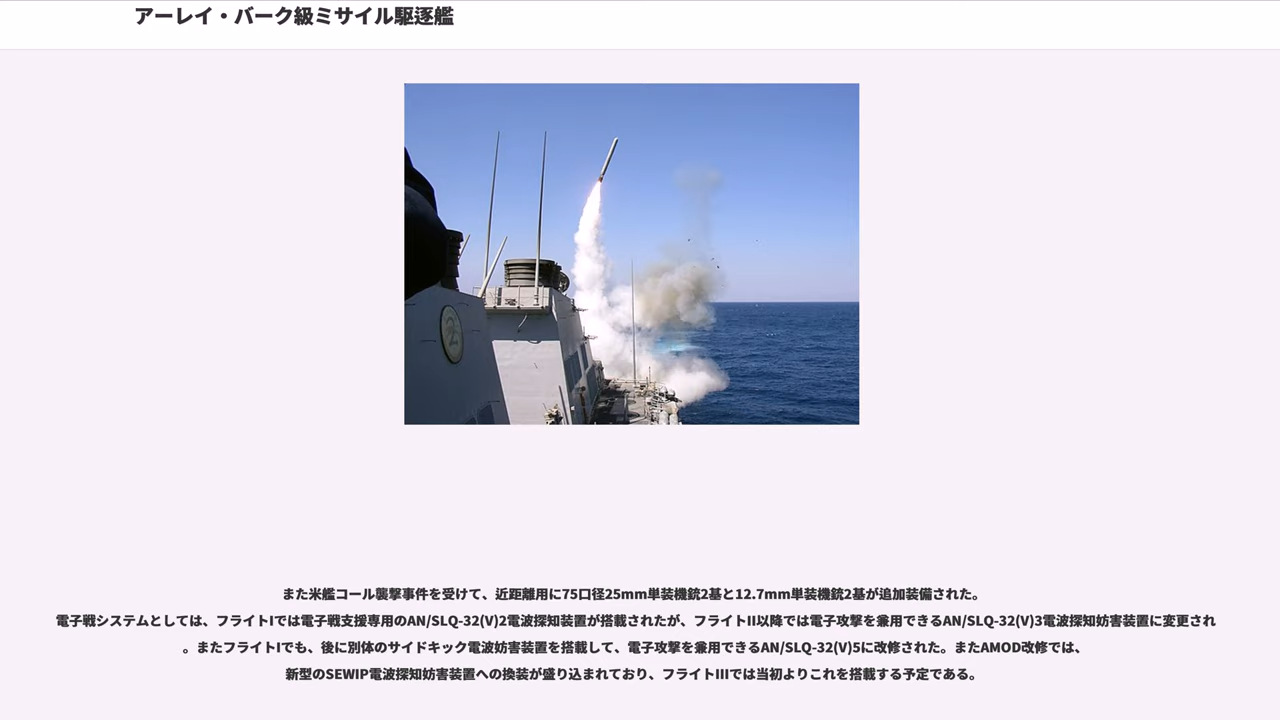 アーレイ・バーク級ミサイル駆逐艦
また米艦コール襲撃事件を受けて、近距離用に75口径25mm単装機銃2基と12.7mm単装機銃2基が追加装備された。
電子戦システムとしては、フライトIでは電子戦支援専用のAN/SLQ-32(V)2電波探知装置が搭載されたが、フライトII以降では電子攻撃を兼用できるAN/SLQ-32(V)3電波探知妨害装置に変更され
。またフライトIでも、後に別体のサイドキック電波妨害装置を搭載して、電子攻撃を兼用できるAN/SLQ-32(V)5に改修された。またAMOD改修では、
新型のSEWIP電波探知妨害装置への換装が盛り込まれており、フライトIIIでは当初よりこれを搭載する予定である。